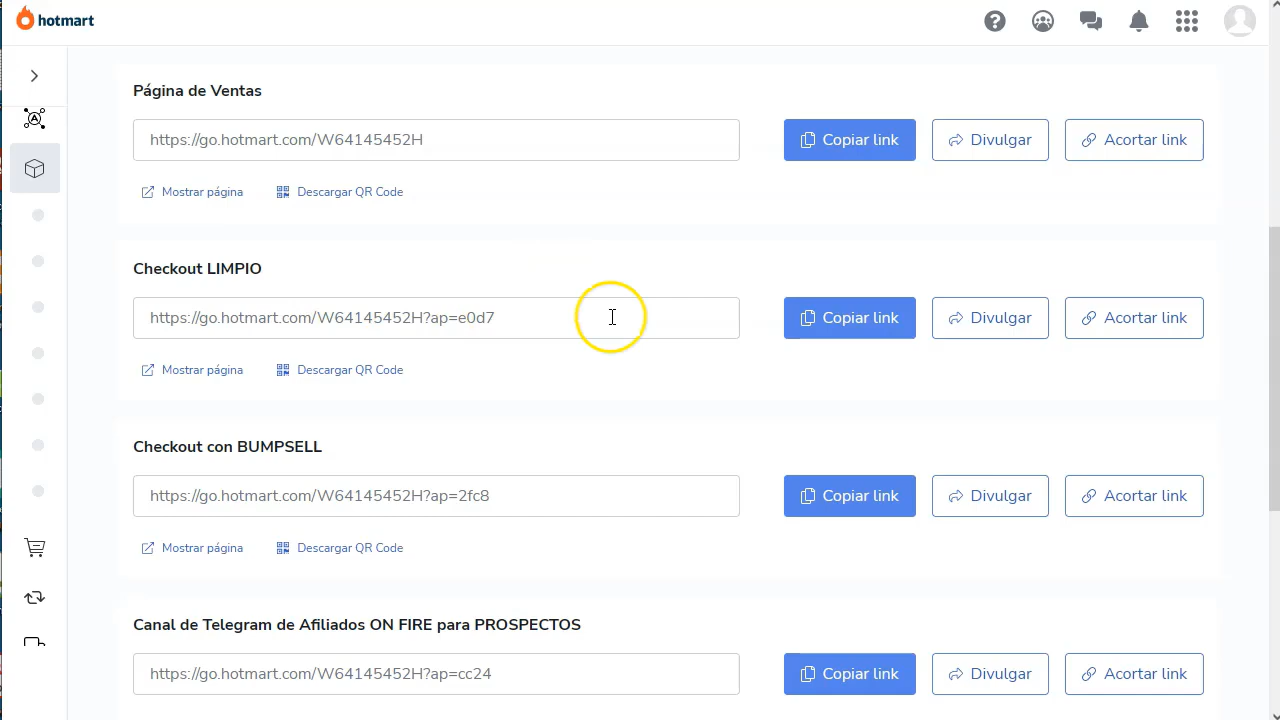 hotmart
Página de Ventas
https://go.hotmart.com/W64145452H
Copiar link
Divulgar
Acortar link
Mostrar página
Descargar QR Code
Checkout LIMPIO
https://go.hotmart.com/W64145452H?ap=e0d7
Copiar link
Divulgar
Acortar link
Mostrar página
Descargar QR Code
Checkout con BUMPSELL
https://go.hotmart.com/W64145452H?ap=2fc8
Copiar link
Divulgar
Acortar link
Mostrar página
Descargar QR Code
Canal de Telegram de Afiliados ON FIRE para PROSPECTOS
https://go.hotmart.com/W64145452H?ap=cc24
Copiar link
Divulgar
Acortar link